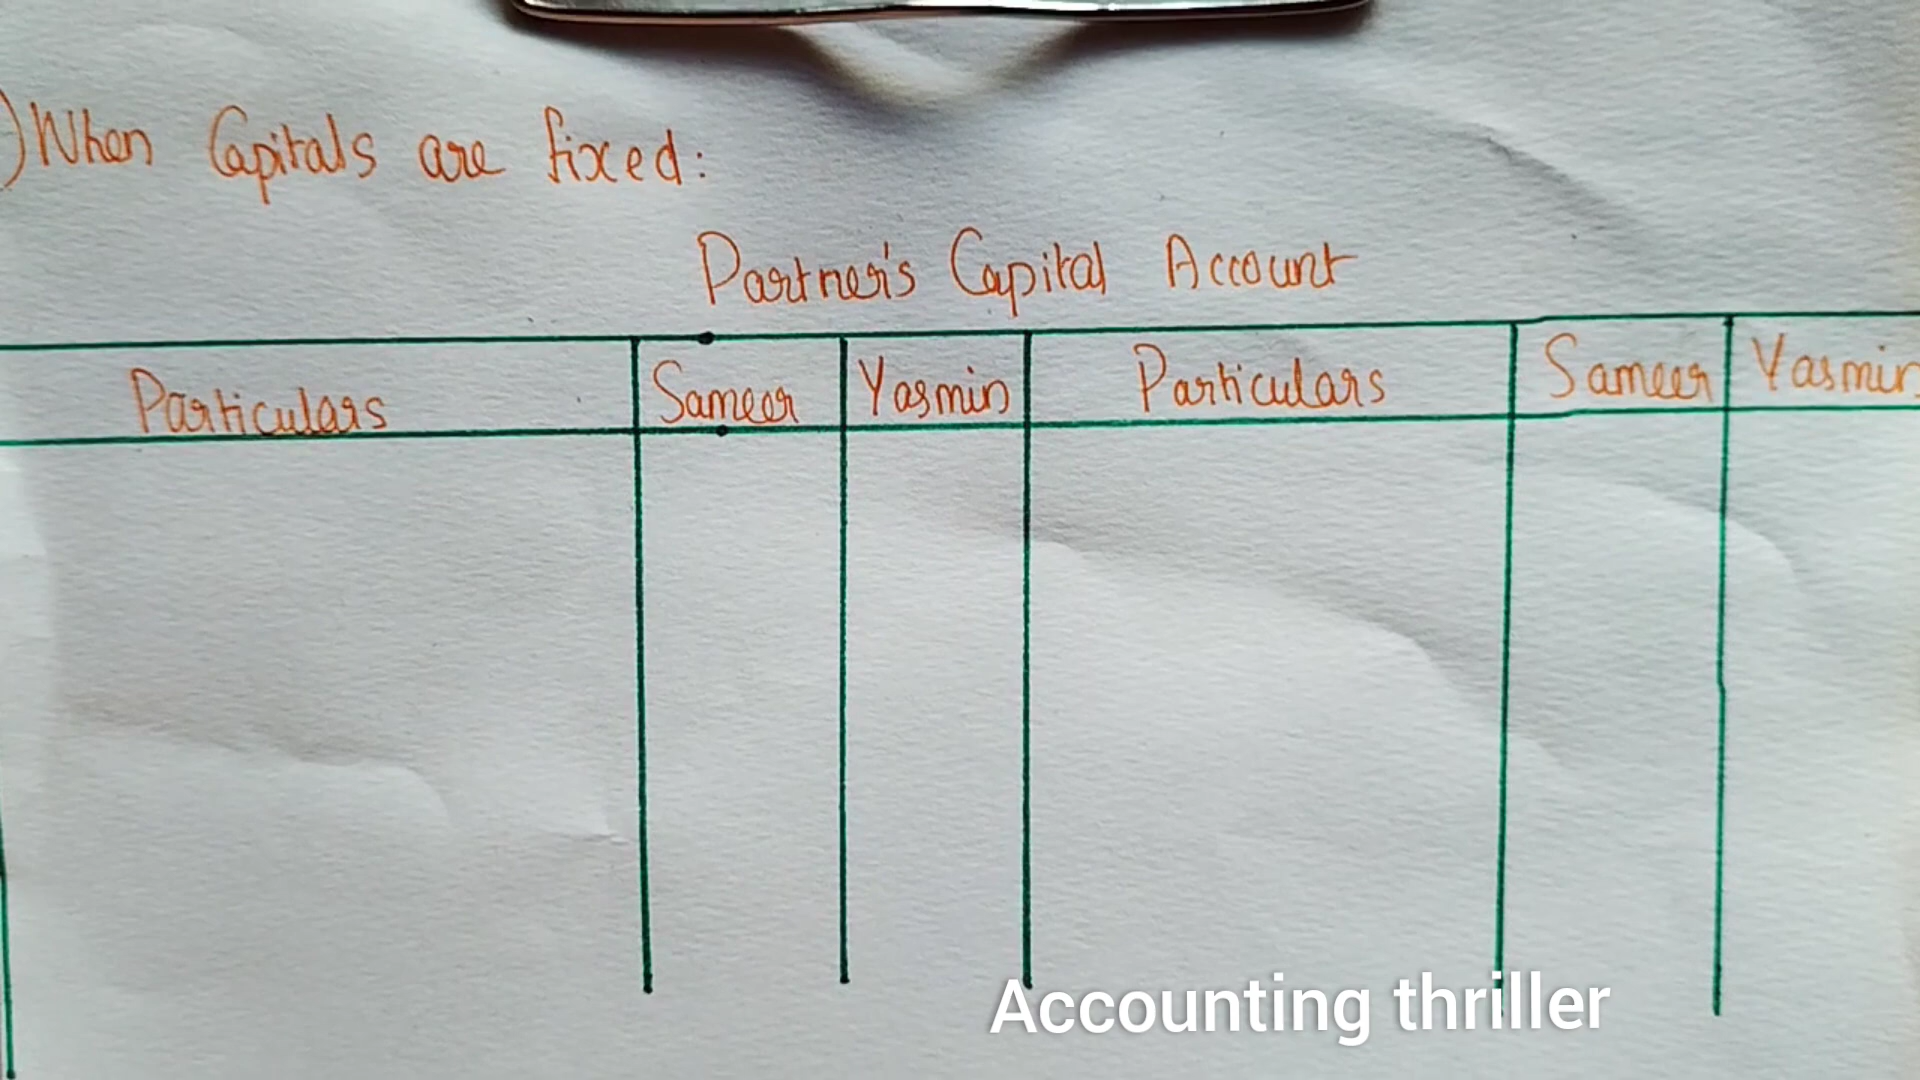 ) When Capitals are fixed:
Partner's Capital Account
Particulars Sameer Yasmin Particulars Sameer Yasmin
Accounting thriller